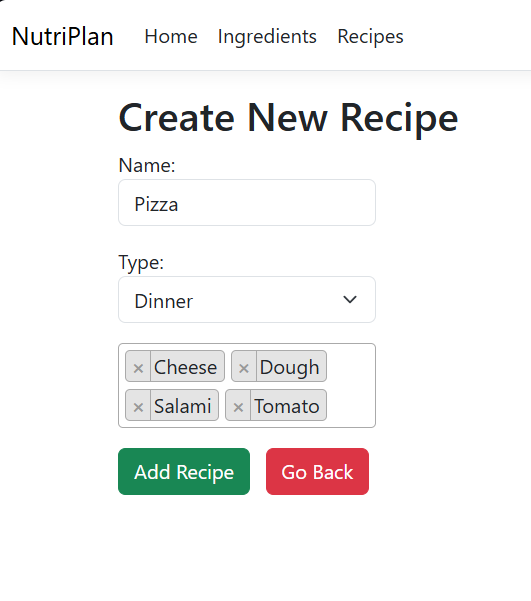 NutriPlan Home Ingredients Recipes
Create New Recipe
Name:
Pizza
Type:
Dinner
× Cheese × Dough
× Salami × Tomato
Add Recipe Go Back